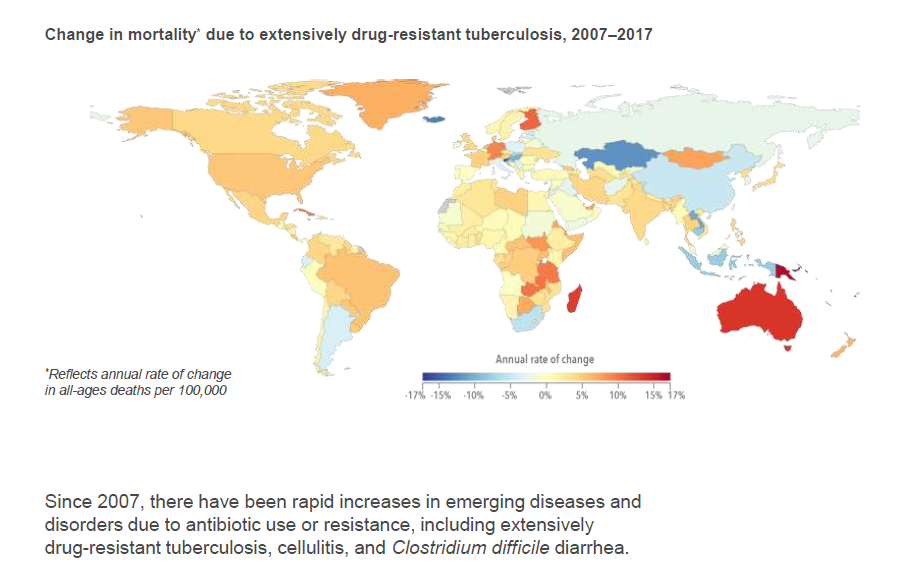 Change in mortality* due to extensively drug-resistant tuberculosis, 2007–2017
*Reflects annual rate of change
in all-ages deaths per 100,000
Annual rate of change
-17% -15% -10% -5% 0% 5% 10% 15% 17%
Since 2007, there have been rapid increases in emerging diseases and
disorders due to antibiotic use or resistance, including extensively
drug-resistant tuberculosis, cellulitis, and Clostridium difficile diarrhea.